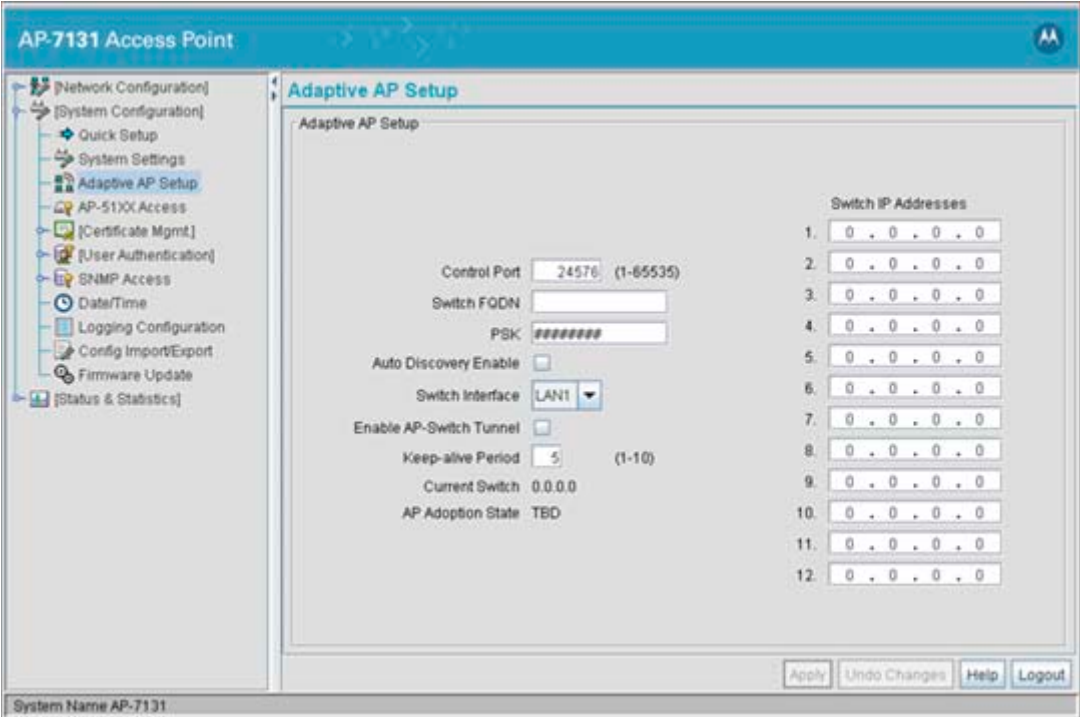 AP-7131 Access Point
[Network Configuration]
[System Configuration]
Quick Setup
System Settings
Adaptive AP Setup
AP-51XX Access
[Certificate Mgmt.]
[User Authentication]
SNMP Access
Date/Time
Logging Configuration
Config Import/Export
Firmware Update
[Status & Statistics]
Adaptive AP Setup
Adaptive AP Setup
Control Port 24576 (1-65535)
Switch FQDN
PSK ########
Auto Discovery Enable
Switch Interface LAN1
Enable AP-Switch Tunnel
Keep-alive Period 5 (1-10)
Current Switch 0.0.0.0
AP Adoption State TBD
Switch IP Addresses
1. 0 . 0 . 0 . 0
2. 0 . 0 . 0 . 0
3. 0 . 0 . 0 . 0
4. 0 . 0 . 0 . 0
5. 0 . 0 . 0 . 0
6. 0 . 0 . 0 . 0
7. 0 . 0 . 0 . 0
8. 0 . 0 . 0 . 0
9. 0 . 0 . 0 . 0
10. 0 . 0 . 0 . 0
11. 0 . 0 . 0 . 0
12. 0 . 0 . 0 . 0
Apply Undo Changes Help Logout
System Name AP-7131